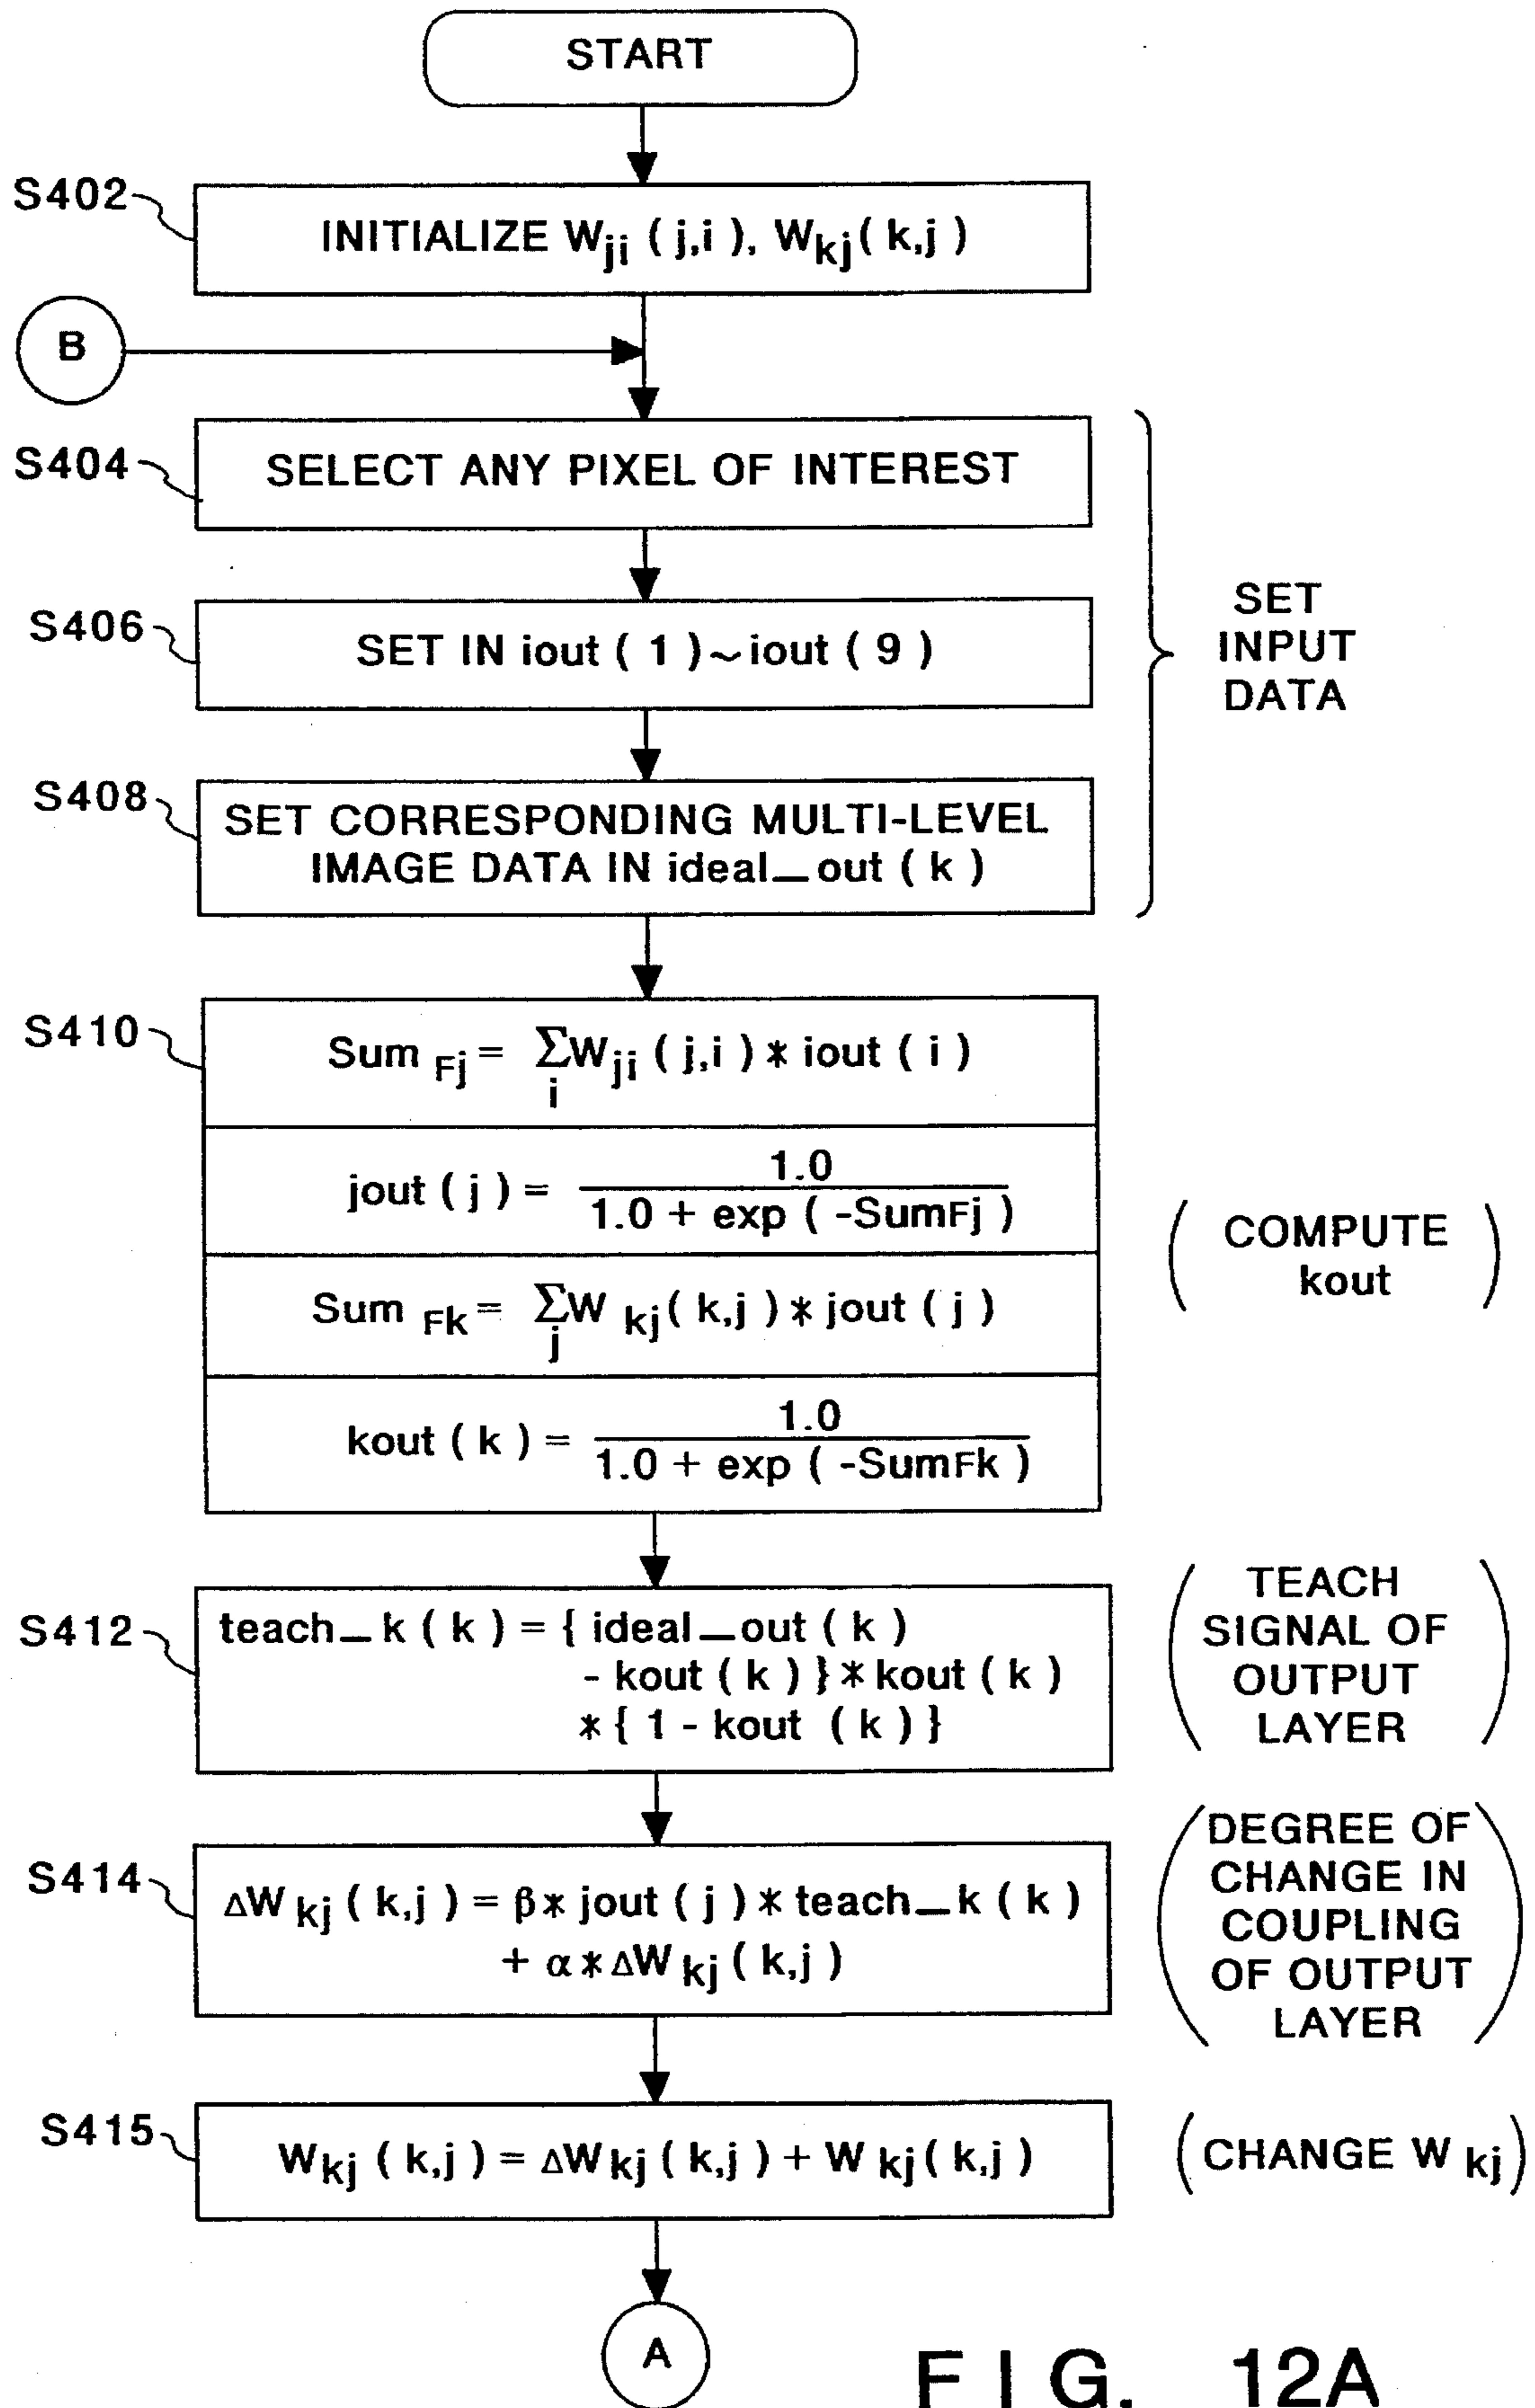 START
S402
INITIALIZE Wji ( j,i ), Wkj( k,j )
B
S404
SELECT ANY PIXEL OF INTEREST
S406
SET IN iout ( 1 )~iout ( 9 )
SET
INPUT
DATA
S408
SET CORRESPONDING MULTI-LEVEL
IMAGE DATA IN ideal_out ( k )
S410
Sum Fj = Σi Wji ( j,i ) * iout ( i )
jout ( j ) = 1.0 / 1.0 + exp ( -SumFj )
Sum Fk = Σj W kj( k,j ) * jout ( j )
kout ( k ) = 1.0 / 1.0 + exp ( -SumFk )
( COMPUTE
kout )
S412
teach_k ( k ) = { ideal_out ( k )
- kout ( k ) } * kout ( k )
* { 1 - kout ( k ) }
( TEACH
SIGNAL OF
OUTPUT
LAYER )
S414
ΔW kj ( k,j ) = β * jout ( j ) * teach_k ( k )
+ α * ΔW kj ( k,j )
( DEGREE OF
CHANGE IN
COUPLING
OF OUTPUT
LAYER )
S415
Wkj ( k,j ) = ΔWkj ( k,j ) + W kj( k,j )
( CHANGE W kj )
A
FIG. 12A